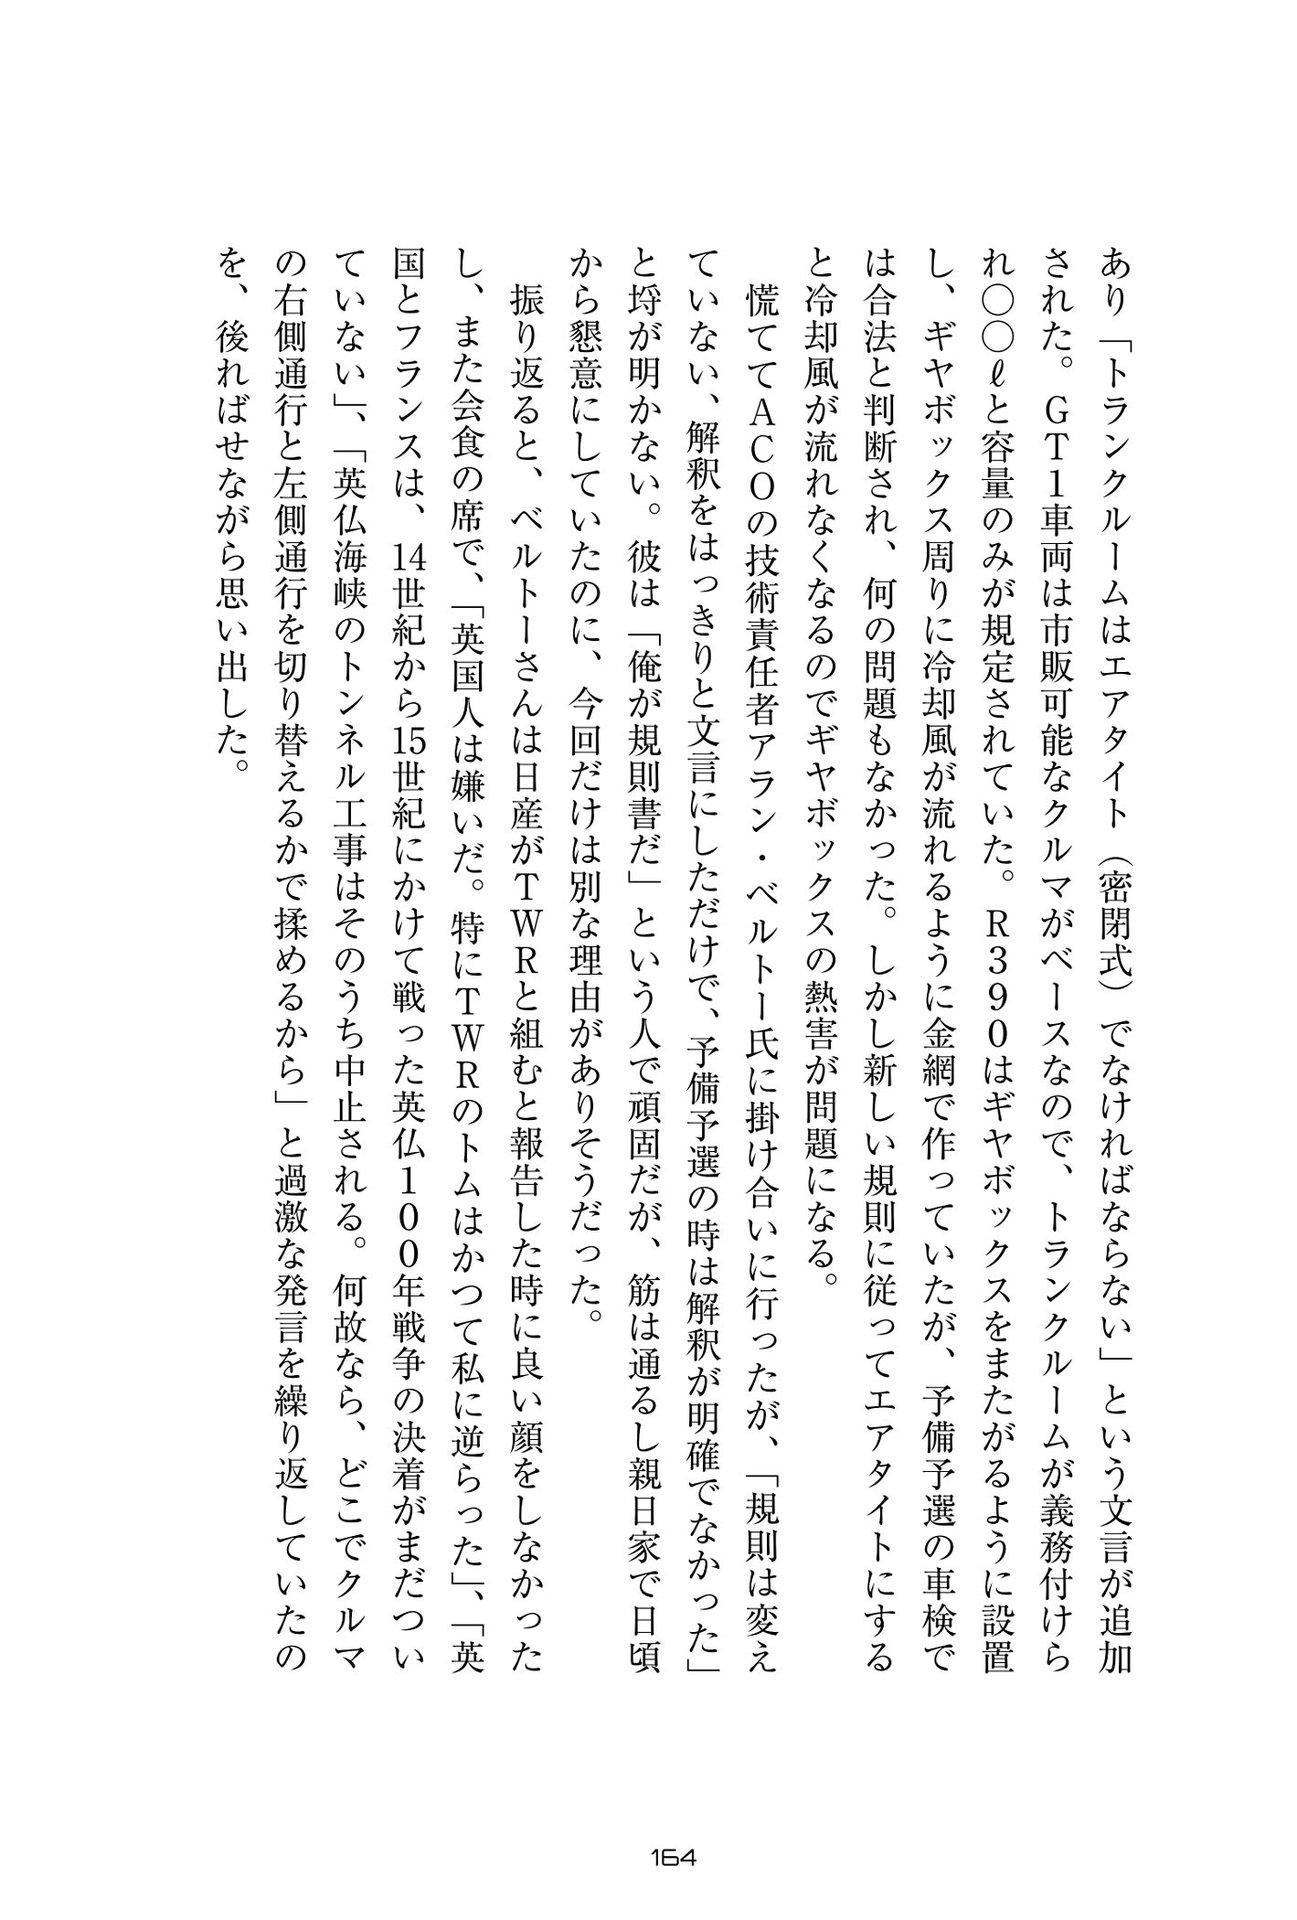 あり「トランクルームはエアタイト（密閉式）でなければならない」という文言が追加
された。GT1車両は市販可能なクルマがベースなので、トランクルームが義務付けら
れ〇〇ℓと容量のみが規定されていた。R390はギヤボックスをまたがるように設置
し、ギヤボックス周りに冷却風が流れるように金網で作っていたが、予備予選の車検で
は合法と判断され、何の問題もなかった。しかし新しい規則に従ってエアタイトにする
と冷却風が流れなくなるのでギヤボックスの熱害が問題になる。
慌ててACOの技術責任者アラン・ベルトー氏に掛け合いに行ったが、「規則は変え
ていない、解釈をはっきりと文言にしただけで、予備予選の時は解釈が明確でなかった」
と埒が明かない。彼は「俺が規則書だ」という人で頑固だが、筋は通るし親日家で日頃
から懇意にしていたのに、今回だけは別な理由がありそうだった。
振り返ると、ベルトーさんは日産がTWRと組むと報告した時に良い顔をしなかった
し、また会食の席で、「英国人は嫌いだ。特にTWRのトムはかつて私に逆らった」、「英
国とフランスは、14世紀から15世紀にかけて戦った英仏100年戦争の決着がまだつい
ていない」、「英仏海峡のトンネル工事はそのうち中止される。何故なら、どこでクルマ
の右側通行と左側通行を切り替えるかで揉めるから」と過激な発言を繰り返していたの
を、後ればせながら思い出した。
164